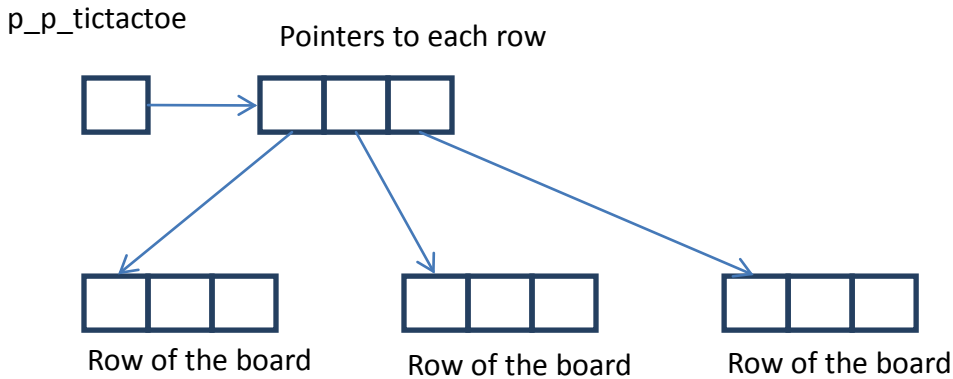 p_p_tictactoe
Pointers to each row
Row of the board
Row of the board
Row of the board